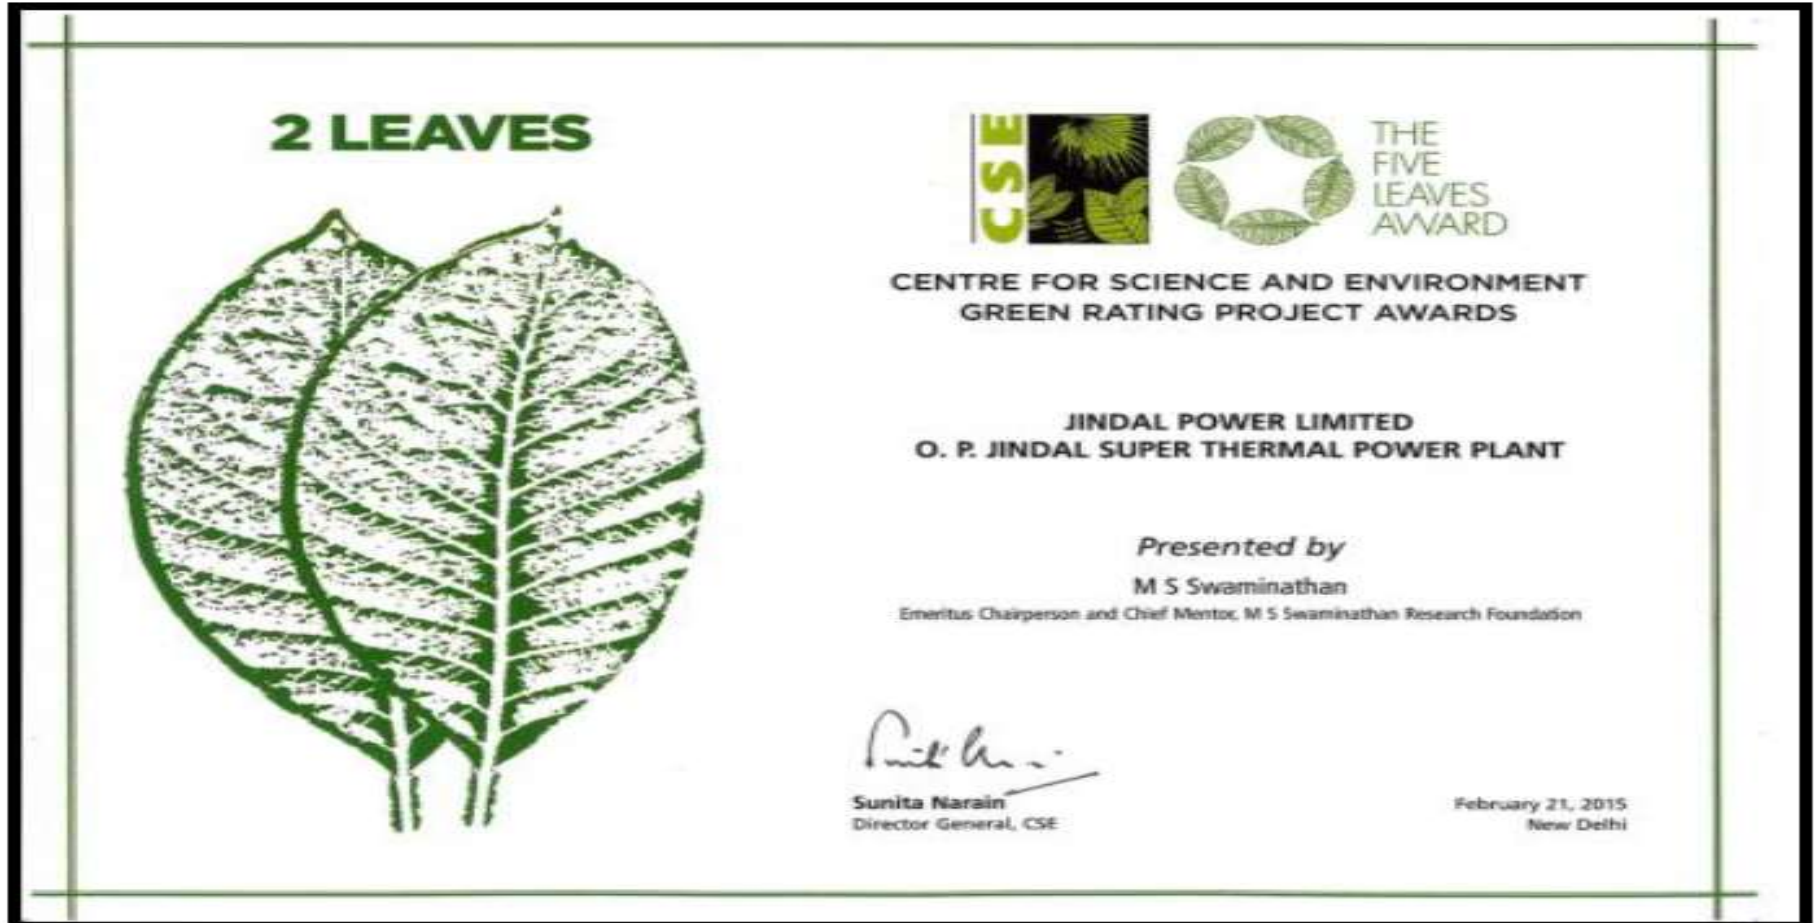 2 LEAVES
CSE
THE
FIVE
LEAVES
AWARD
CENTRE FOR SCIENCE AND ENVIRONMENT
GREEN RATING PROJECT AWARDS
JINDAL POWER LIMITED
O. P. JINDAL SUPER THERMAL POWER PLANT
Presented by
M S Swaminathan
Emeritus Chairperson and Chief Mentor, M S Swaminathan Research Foundation
Sunita Narain
Director General, CSE
February 21, 2015
New Delhi